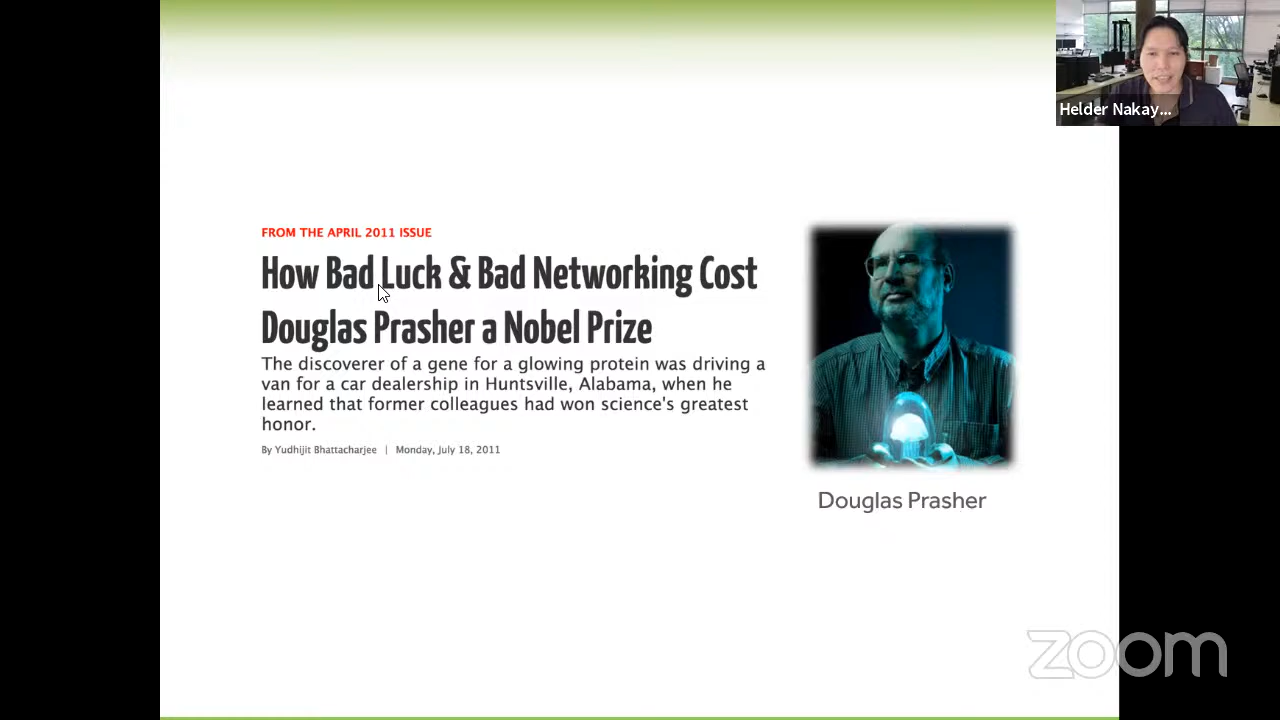 Helder Nakay...
FROM THE APRIL 2011 ISSUE
How Bad Luck & Bad Networking Cost
Douglas Prasher a Nobel Prize
The discoverer of a gene for a glowing protein was driving a
van for a car dealership in Huntsville, Alabama, when he
learned that former colleagues had won science's greatest
honor.
By Yudhijit Bhattacharjee | Monday, July 18, 2011
Douglas Prasher
zoom